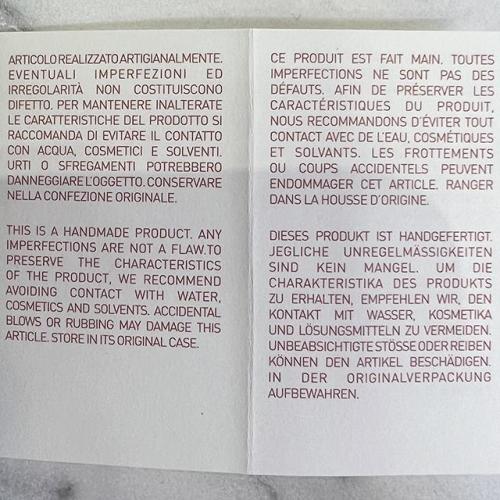 ARTICOLO REALIZZATO ARTIGIANALMENTE.
EVENTUALI IMPERFEZIONI ED
IRREGOLARITÀ NON COSTITUISCONO
DIFETTO. PER MANTENERE INALTERATE
LE CARATTERISTICHE DEL PRODOTTO SI
RACCOMANDA DI EVITARE IL CONTATTO
CON ACQUA, COSMETICI E SOLVENTI.
URTI O SFREGAMENTI POTREBBERO
DANNEGGIARE L'OGGETTO. CONSERVARE
NELLA CONFEZIONE ORIGINALE.
THIS IS A HANDMADE PRODUCT. ANY
IMPERFECTIONS ARE NOT A FLAW.TO
PRESERVE THE CHARACTERISTICS
OF THE PRODUCT, WE RECOMMEND
AVOIDING CONTACT WITH WATER,
COSMETICS AND SOLVENTS. ACCIDENTAL
BLOWS OR RUBBING MAY DAMAGE THIS
ARTICLE. STORE IN ITS ORIGINAL CASE.
CE PRODUIT EST FAIT MAIN. TOUTES
IMPERFECTIONS NE SONT PAS DES
DÉFAUTS. AFIN DE PRÉSERVER LES
CARACTÉRISTIQUES DU PRODUIT,
NOUS RECOMMANDONS D'ÉVITER TOUT
CONTACT AVEC DE L'EAU, COSMÉTIQUES
ET SOLVANTS. LES FROTTEMENTS
OU COUPS ACCIDENTELS PEUVENT
ENDOMMAGER CET ARTICLE. RANGER
DANS LA HOUSSE D'ORIGINE.
DIESES PRODUKT IST HANDGEFERTIGT.
JEGLICHE UNREGELMÄSSIGKEITEN
SIND KEIN MANGEL. UM DIE
CHARAKTERISTIKA DES PRODUKTS
ZU ERHALTEN, EMPFEHLEN WIR, DEN
KONTAKT MIT WASSER, KOSMETIKA
UND LÖSUNGSMITTELN ZU VERMEIDEN.
UNBEABSICHTIGTE STÖSSE ODER REIBEN
KÖNNEN DEN ARTIKEL BESCHÄDIGEN.
IN DER ORIGINALVERPACKUNG
AUFBEWAHREN.